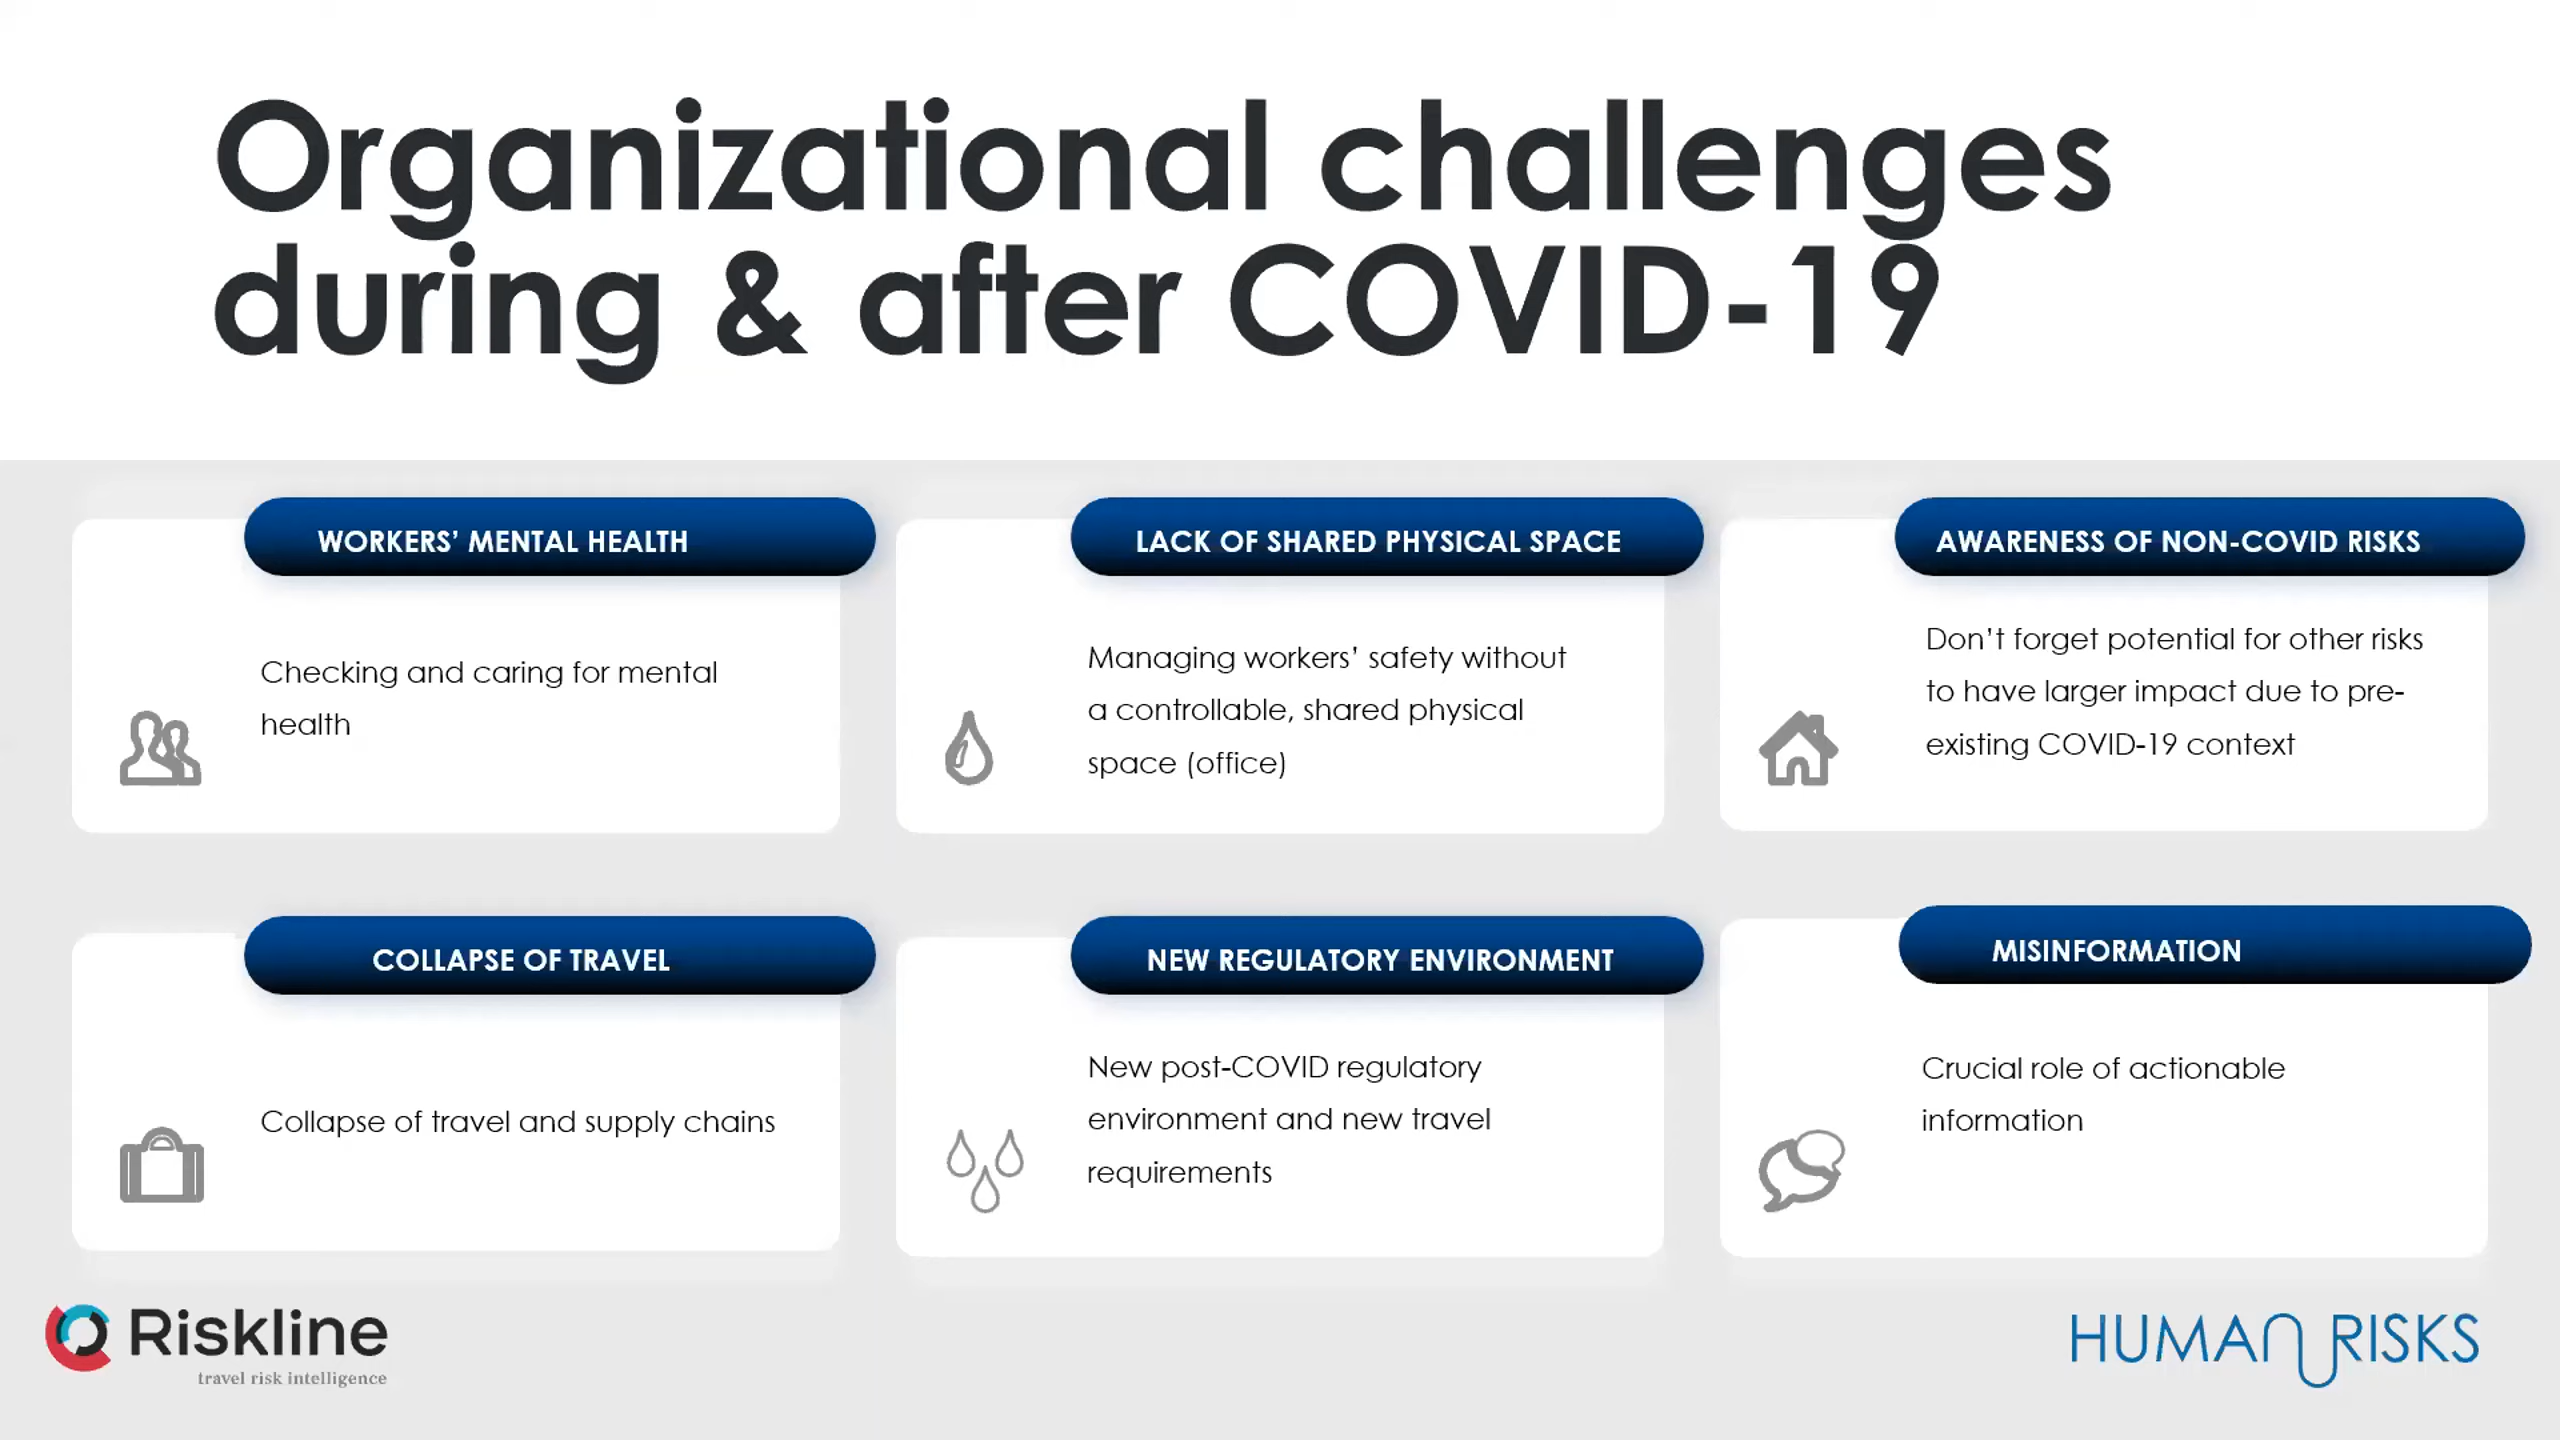 Organizational challenges
during & after COVID-19
WORKERS’ MENTAL HEALTH
Checking and caring for mental
health
LACK OF SHARED PHYSICAL SPACE
Managing workers’ safety without
a controllable, shared physical
space (office)
AWARENESS OF NON-COVID RISKS
Don’t forget potential for other risks
to have larger impact due to pre-
existing COVID-19 context
COLLAPSE OF TRAVEL
Collapse of travel and supply chains
NEW REGULATORY ENVIRONMENT
New post-COVID regulatory
environment and new travel
requirements
MISINFORMATION
Crucial role of actionable
information
Riskline
travel risk intelligence
HUMAN RISKS